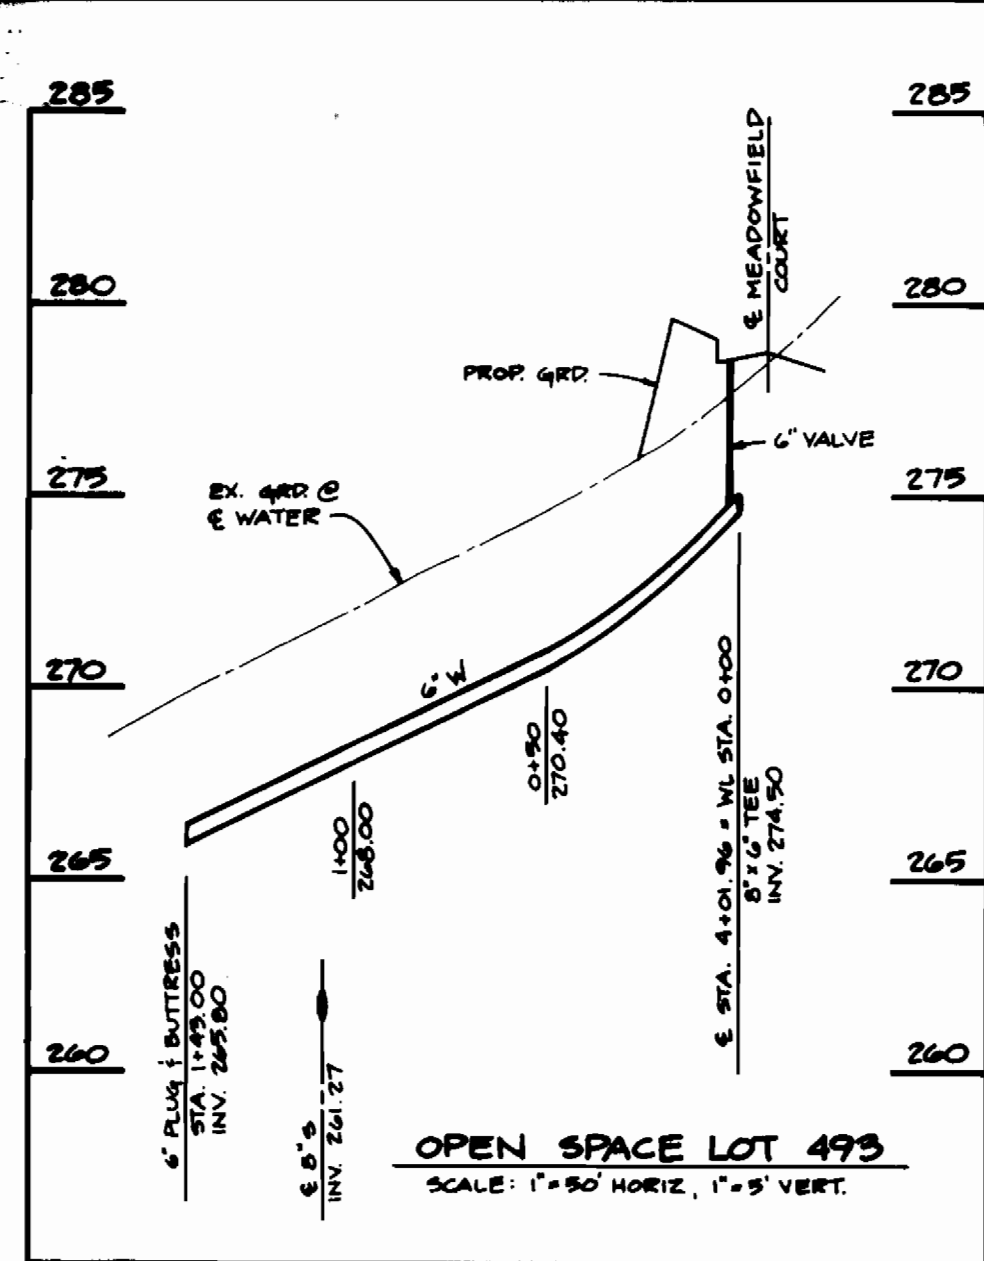 285
285
℄ MEADOWFIELD
COURT
280
280
PROP. GRD.
6" VALVE
275
275
EX. GRD. @
℄ WATER
270
270
6" W
0+50
270.40
℄ STA. 4+01.96 = WL STA. 0+00
8" x 6" TEE
INV. 274.50
1+00
268.00
265
265
6" PLUG & BUTTRESS
STA. 1+43.00
INV. 265.80
℄ 8" S
INV. 261.27
260
260
OPEN SPACE LOT 493
SCALE: 1"=50' HORIZ, 1"=5' VERT.